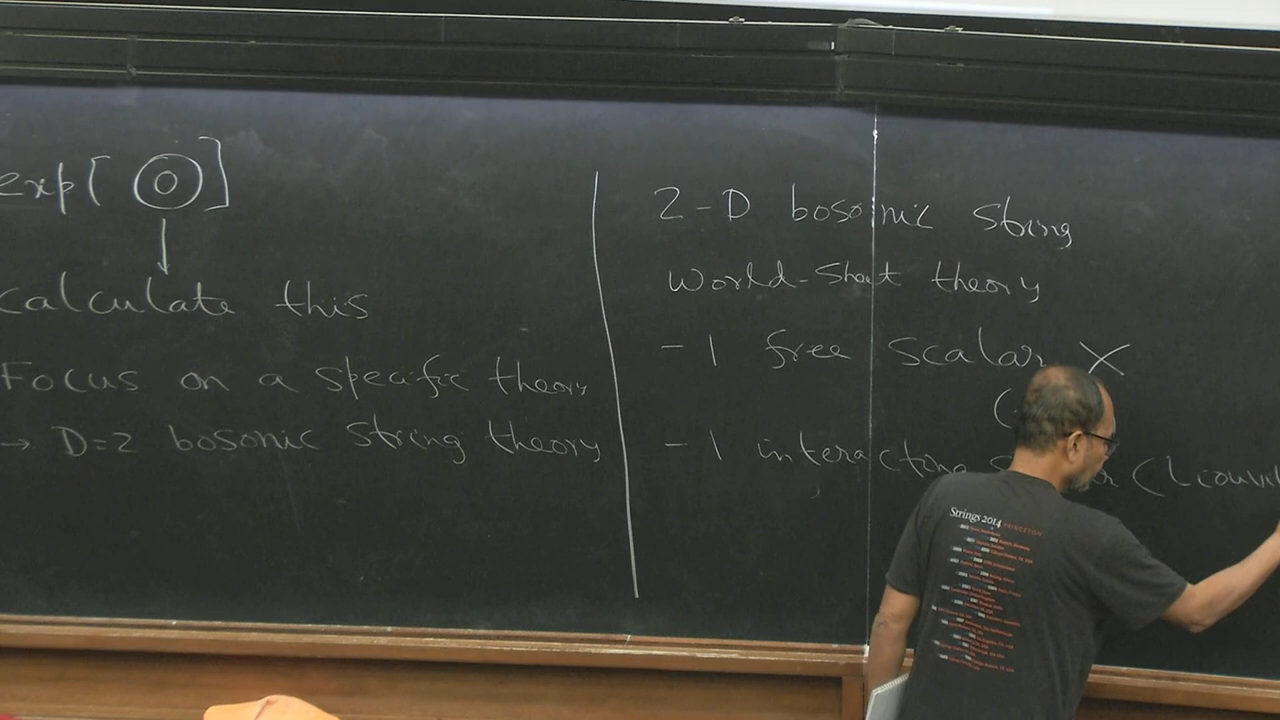 exp[ ]
calculate this
Focus on a specific theory
→ D=2 bosonic string theory
2-D bosonic string
World-Sheet theory
- 1 free scalar X
(
- 1 interacting (Liouvil
Strings 2014 PRINCETON